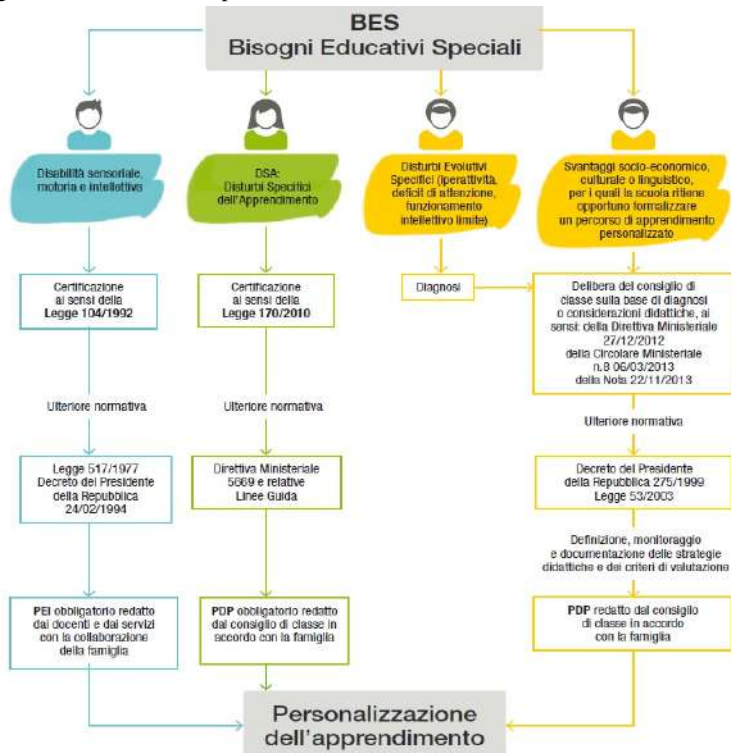 BES
Bisogni Educativi Speciali
Disabilità sensoriale,
motoria e intellettiva
DSA:
Disturbi Specifici
dell'Apprendimento
Disturbi Evolutivi
Specifici (iperattività,
deficit di attenzione,
funzionamento
intellettivo limite)
Svantaggi socio-economico,
culturale o linguistico,
per i quali la scuola ritiene
opportuno formalizzare
un percorso di apprendimento
personalizzato
Certificazione
ai sensi della
Legge 104/1992
Certificazione
ai sensi della
Legge 170/2010
Diagnosi
Delibera del consiglio di
classe sulla base di diagnosi
o considerazioni didattiche, ai
sensi: della Direttiva Ministeriale
27/12/2012
della Circolare Ministeriale
n.8 06/03/2013
della Nota 22/11/2013
Ulteriore normativa
Ulteriore normativa
Ulteriore normativa
Legge 517/1977
Decreto del Presidente
della Repubblica
24/02/1994
Direttiva Ministeriale
5669 e relative
Linee Guida
Decreto del Presidente
della Repubblica 275/1999
Legge 53/2003
Definizione, monitoraggio
e documentazione delle strategie
didattiche e dei criteri di valutazione
PEI obbligatorio redatto
dai docenti e dai servizi
con la collaborazione
della famiglia
PDP obbligatorio redatto
dal consiglio di classe in
accordo con la famiglia
PDP redatto dal consiglio
di classe in accordo
con la famiglia
Personalizzazione
dell'apprendimento